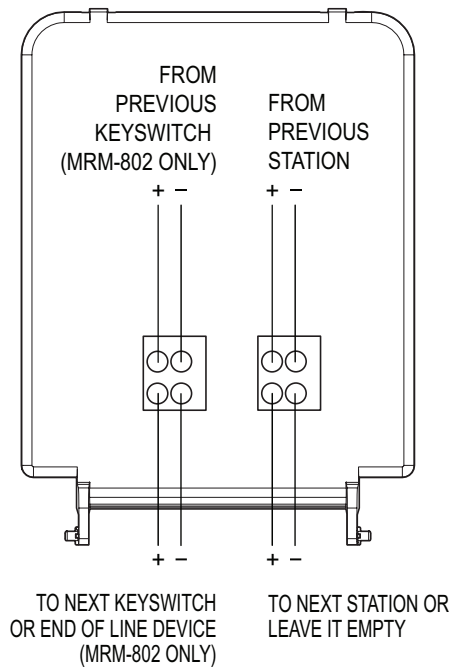 FROM
PREVIOUS
KEYSWITCH
(MRM-802 ONLY)
+ –
FROM
PREVIOUS
STATION
+ –
+ –
TO NEXT KEYSWITCH
OR END OF LINE DEVICE
(MRM-802 ONLY)
+ –
TO NEXT STATION OR
LEAVE IT EMPTY